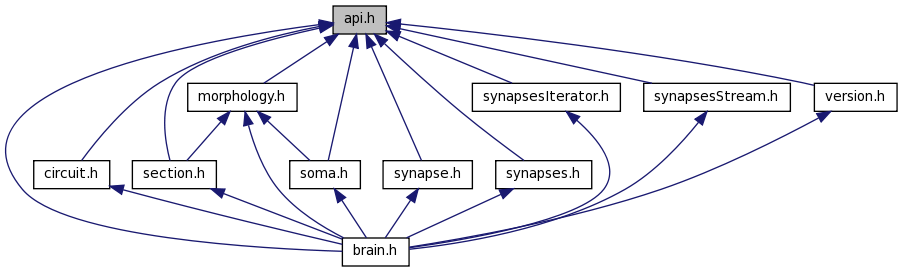 api.h
morphology.h
synapsesIterator.h
synapsesStream.h
version.h
circuit.h
section.h
soma.h
synapse.h
synapses.h
brain.h